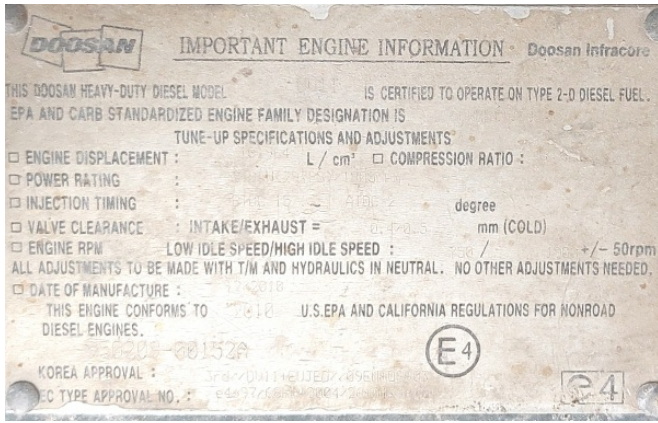 DOOSAN IMPORTANT ENGINE INFORMATION Doosan Infracore
THIS DOOSAN HEAVY-DUTY DIESEL MODEL IS CERTIFIED TO OPERATE ON TYPE 2-D DIESEL FUEL.
EPA AND CARB STANDARDIZED ENGINE FAMILY DESIGNATION IS
TUNE-UP SPECIFICATIONS AND ADJUSTMENTS
□ ENGINE DISPLACEMENT : L / cm³ □ COMPRESSION RATIO :
□ POWER RATING :
□ INJECTION TIMING : degree
□ VALVE CLEARANCE : INTAKE/EXHAUST = mm (COLD)
□ ENGINE RPM LOW IDLE SPEED/HIGH IDLE SPEED : / +/- 50rpm
ALL ADJUSTMENTS TO BE MADE WITH T/M AND HYDRAULICS IN NEUTRAL. NO OTHER ADJUSTMENTS NEEDED.
□ DATE OF MANUFACTURE :
THIS ENGINE CONFORMS TO 2010 U.S.EPA AND CALIFORNIA REGULATIONS FOR NONROAD
DIESEL ENGINES.
E4
KOREA APPROVAL :
EC TYPE APPROVAL NO. : e4